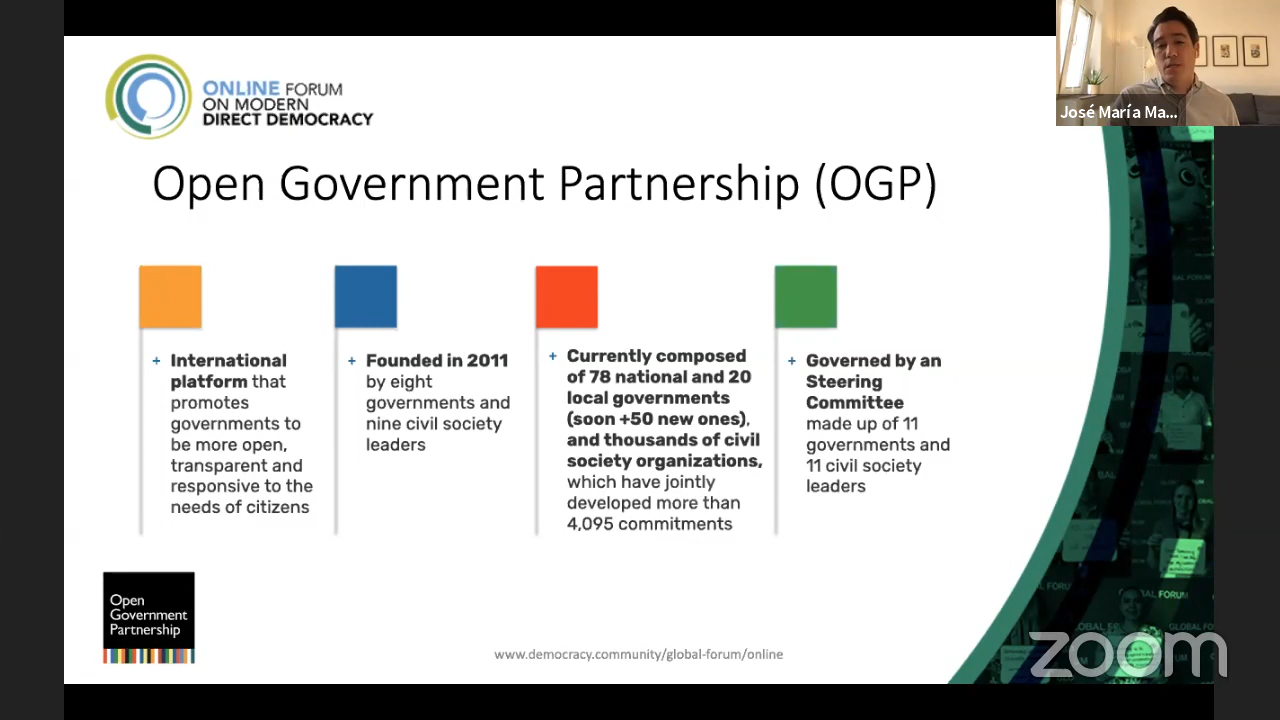 ONLINE FORUM
ON MODERN
DIRECT DEMOCRACY
José María Ma...
Open Government Partnership (OGP)
+ International
platform that
promotes
governments to
be more open,
transparent and
responsive to the
needs of citizens
+ Founded in 2011
by eight
governments and
nine civil society
leaders
+ Currently composed
of 78 national and 20
local governments
(soon +50 new ones),
and thousands of civil
society organizations,
which have jointly
developed more than
4,095 commitments
+ Governed by an
Steering
Committee
made up of 11
governments and
11 civil society
leaders
Open
Government
Partnership
www.democracy.community/global-forum/online
GLOBAL FORUM
zoom